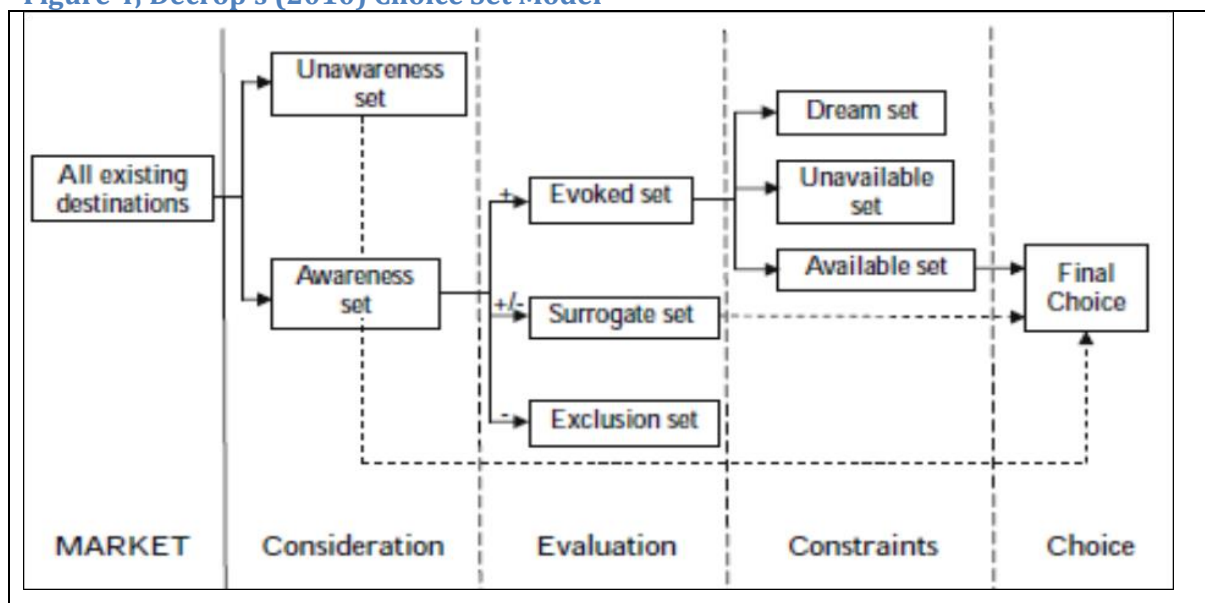 Figure 4, Decrop's (2010) Choice Set Model
Unawareness
set
Dream set
All existing
destinations
+
Evoked set
Unavailable
set
Awareness
set
Available set
Final
Choice
+/-
Surrogate set
-
Exclusion set
MARKET
Consideration
Evaluation
Constraints
Choice